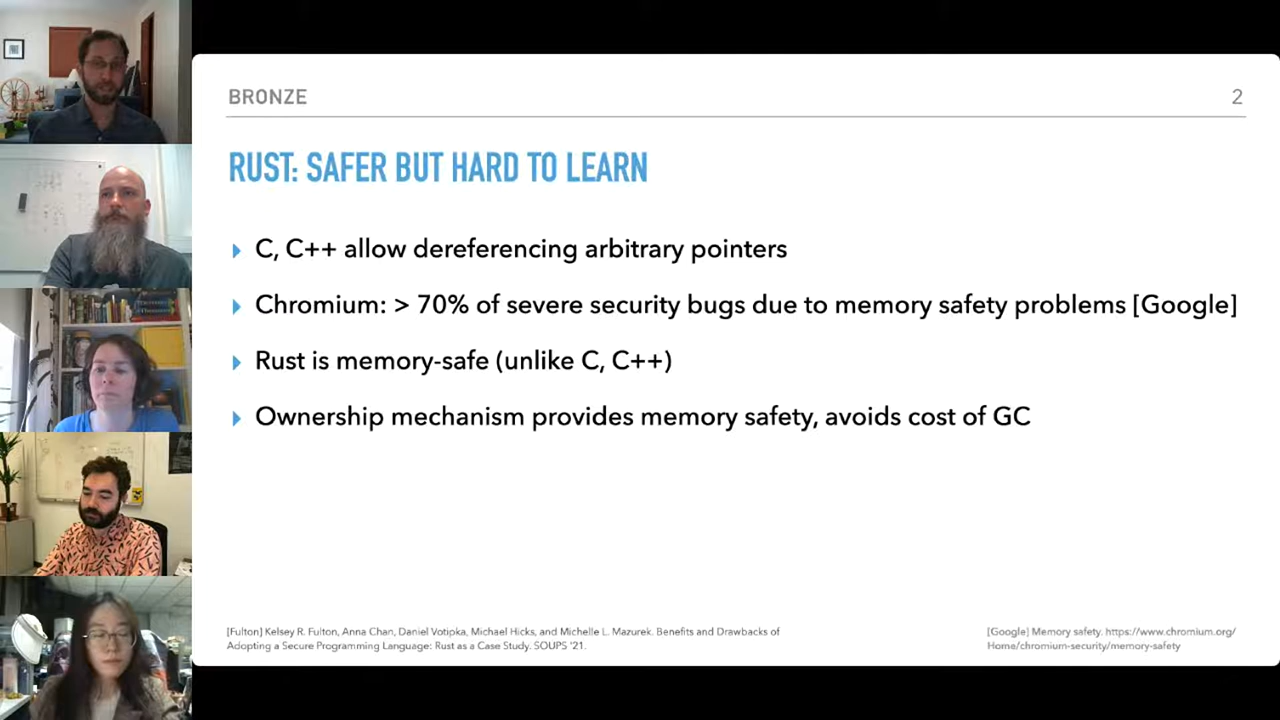 BRONZE
2
RUST: SAFER BUT HARD TO LEARN
C, C++ allow dereferencing arbitrary pointers
Chromium: > 70% of severe security bugs due to memory safety problems [Google]
Rust is memory-safe (unlike C, C++)
Ownership mechanism provides memory safety, avoids cost of GC
[Fulton] Kelsey R. Fulton, Anna Chan, Daniel Votipka, Michael Hicks, and Michelle L. Mazurek. Benefits and Drawbacks of
Adopting a Secure Programming Language: Rust as a Case Study. SOUPS '21.
[Google] Memory safety. https://www.chromium.org/
Home/chromium-security/memory-safety